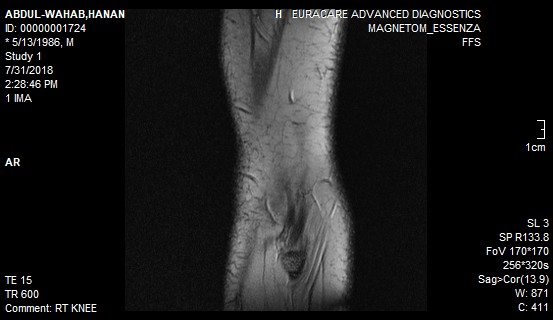 ABDUL-WAHAB,HANAN
ID: 00000001724
* 5/13/1986, M
Study 1
7/31/2018
2:28:46 PM
1 IMA
H EURACARE ADVANCED DIAGNOSTICS
MAGNETOM_ESSENZA
FFS
1cm
AR
TE 15
TR 600
Comment: RT KNEE
SL 3
SP R133.8
FoV 170*170
256*320s
Sag>Cor(13.9)
W: 871
C: 411